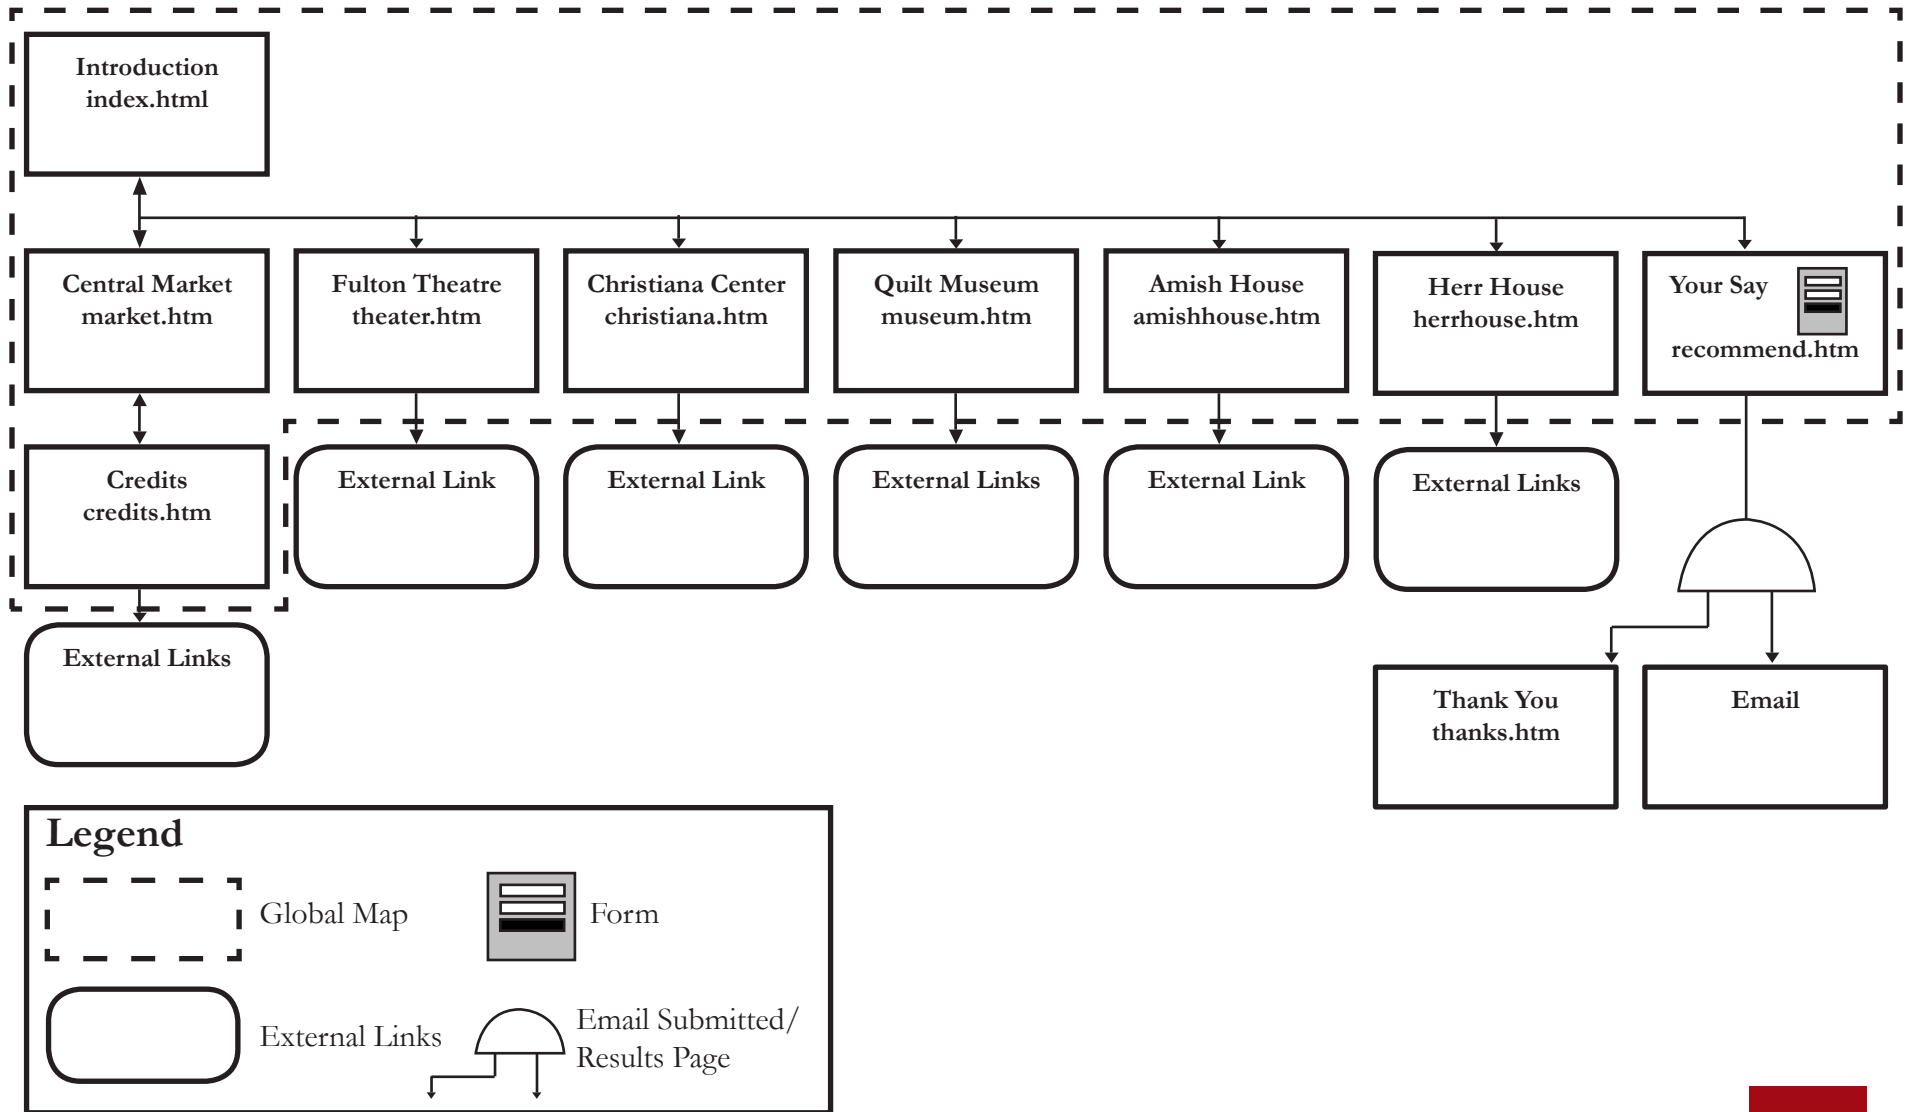 Introduction
index.html
Central Market
market.htm
Fulton Theatre
theater.htm
Christiana Center
christiana.htm
Quilt Museum
museum.htm
Amish House
amishhouse.htm
Herr House
herrhouse.htm
Your Say
recommend.htm
Credits
credits.htm
External Link
External Link
External Links
External Link
External Links
External Links
Thank You
thanks.htm
Email
Legend
Global Map
Form
External Links
Email Submitted/
Results Page